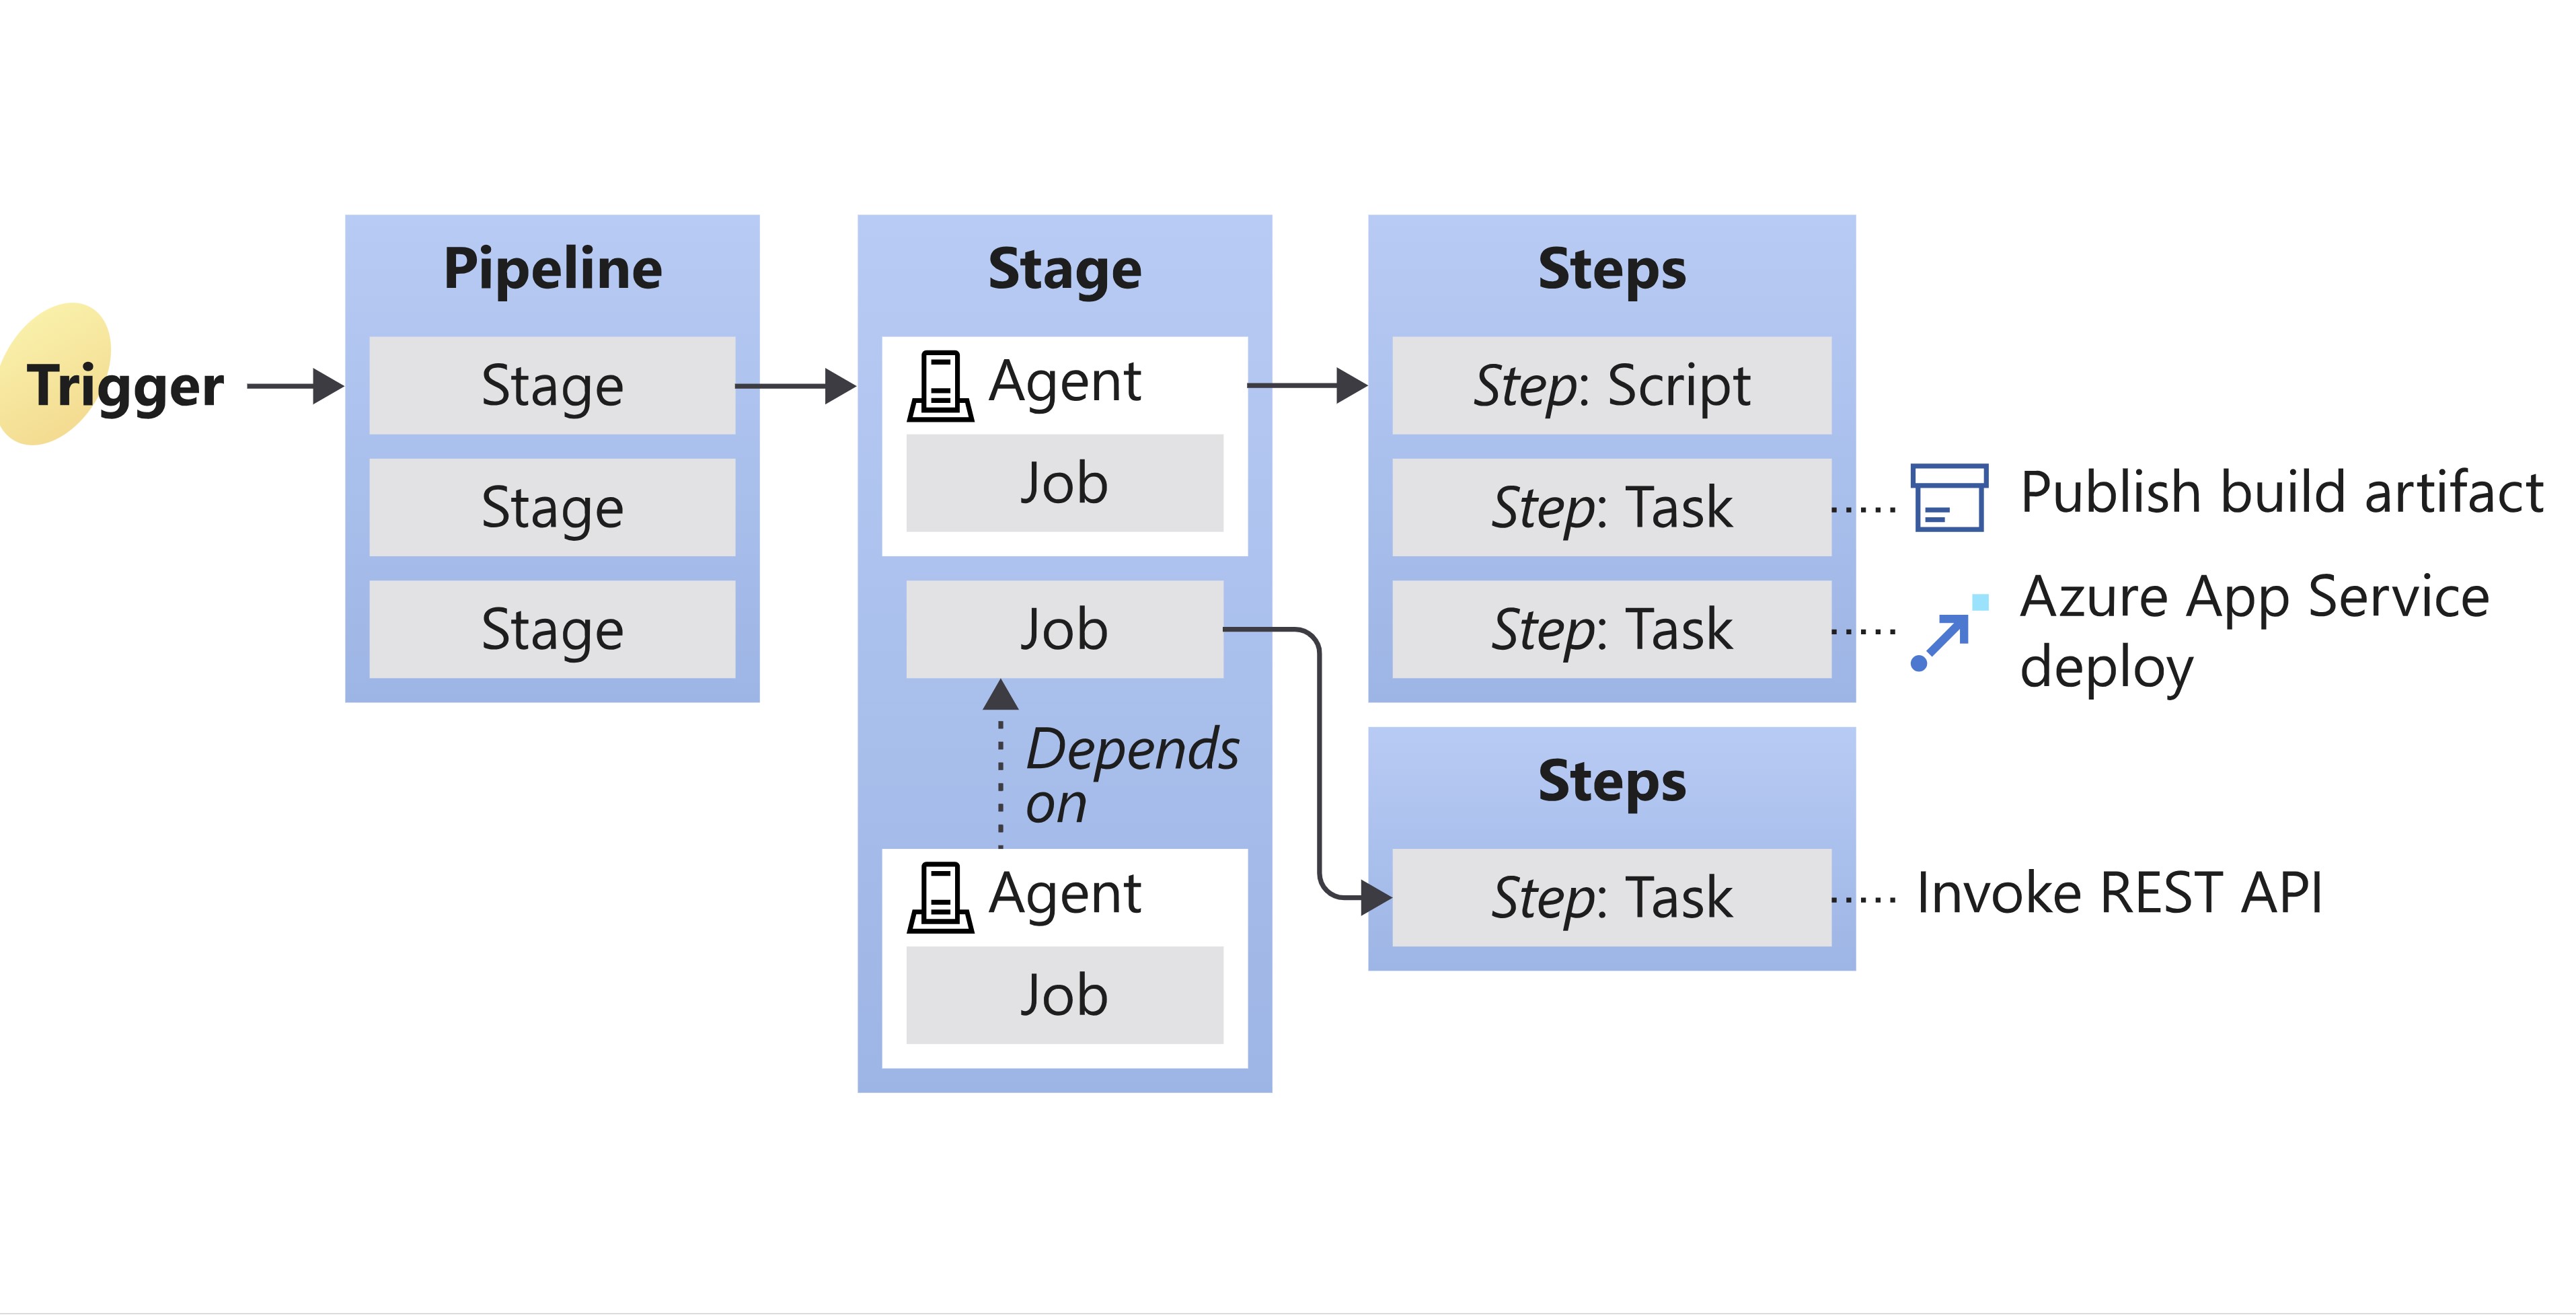 Trigger
Pipeline
Stage
Stage
Stage
Stage
Agent
Job
Job
Depends
on
Agent
Job
Steps
Step: Script
Step: Task
Publish build artifact
Step: Task
Azure App Service
deploy
Steps
Step: Task
Invoke REST API